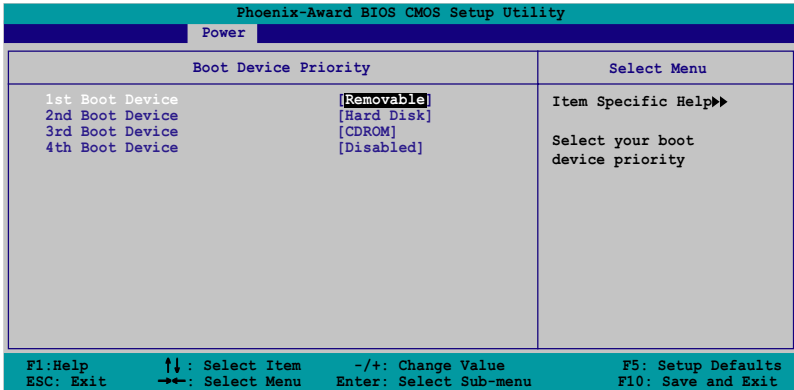 Phoenix-Award BIOS CMOS Setup Utility
Power
Boot Device Priority
Select Menu
1st Boot Device [Removable]
2nd Boot Device [Hard Disk]
3rd Boot Device [CDROM]
4th Boot Device [Disabled]
Item Specific Help▸▸
Select your boot
device priority
F1:Help ↑↓: Select Item -/+: Change Value F5: Setup Defaults
ESC: Exit →←: Select Menu Enter: Select Sub-menu F10: Save and Exit